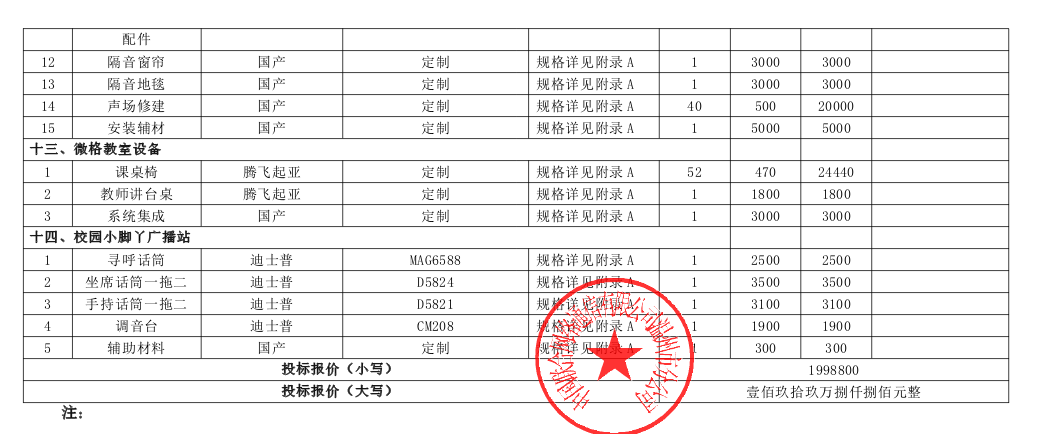 配件
12 隔音窗帘 国产 定制 规格详见附录 A 1 3000 3000
13 隔音地毯 国产 定制 规格详见附录 A 1 3000 3000
14 声场修建 国产 定制 规格详见附录 A 40 500 20000
15 安装辅材 国产 定制 规格详见附录 A 1 5000 5000
十三、微格教室设备
1 课桌椅 腾飞起亚 定制 规格详见附录 A 52 470 24440
2 教师讲台桌 腾飞起亚 定制 规格详见附录 A 1 1800 1800
3 系统集成 国产 定制 规格详见附录 A 1 3000 3000
十四、校园小脚丫广播站
1 寻呼话筒 迪士普 MAG6588 规格详见附录 A 1 2500 2500
2 坐席话筒一拖二 迪士普 D5824 规格详见附录 A 1 3500 3500
3 手持话筒一拖二 迪士普 D5821 规格详见附录 A 1 3100 3100
4 调音台 迪士普 CM208 规格详见附录 A 1 1900 1900
5 辅助材料 国产 定制 规格详见附录 A 1 300 300
投标报价（小写） 1998800
投标报价（大写） 壹佰玖拾玖万捌仟捌佰元整
注：